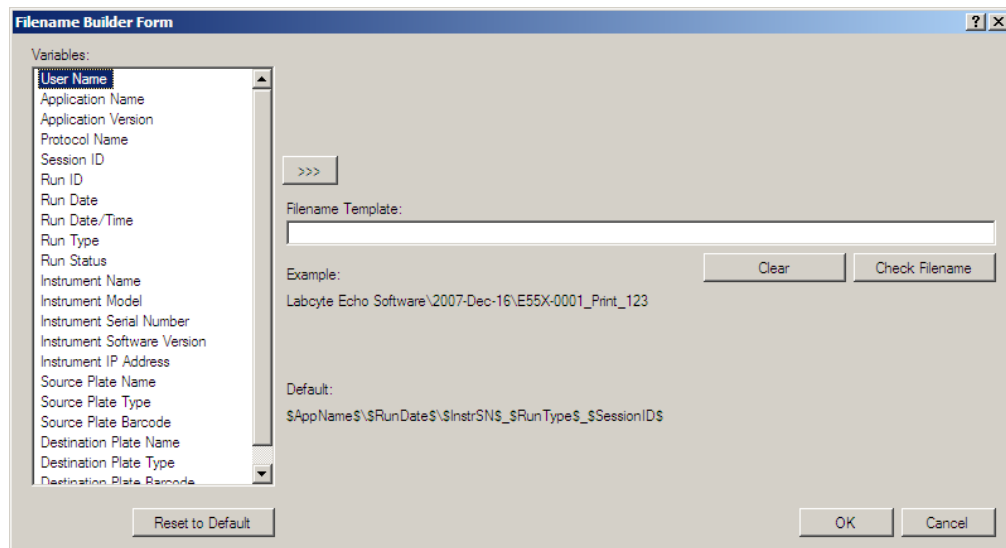 Filename Builder Form
Variables:
User Name
Application Name
Application Version
Protocol Name
Session ID
Run ID
Run Date
Run Date/Time
Run Type
Run Status
Instrument Name
Instrument Model
Instrument Serial Number
Instrument Software Version
Instrument IP Address
Source Plate Name
Source Plate Type
Source Plate Barcode
Destination Plate Name
Destination Plate Type
Destination Plate Barcode
>>>
Filename Template:
Clear
Check Filename
Example:
Labcyte Echo Software\2007-Dec-16\E55X-0001_Print_123
Default:
$AppName$\$RunDate$\$InstrSN$_$RunType$_$SessionID$
Reset to Default
OK
Cancel